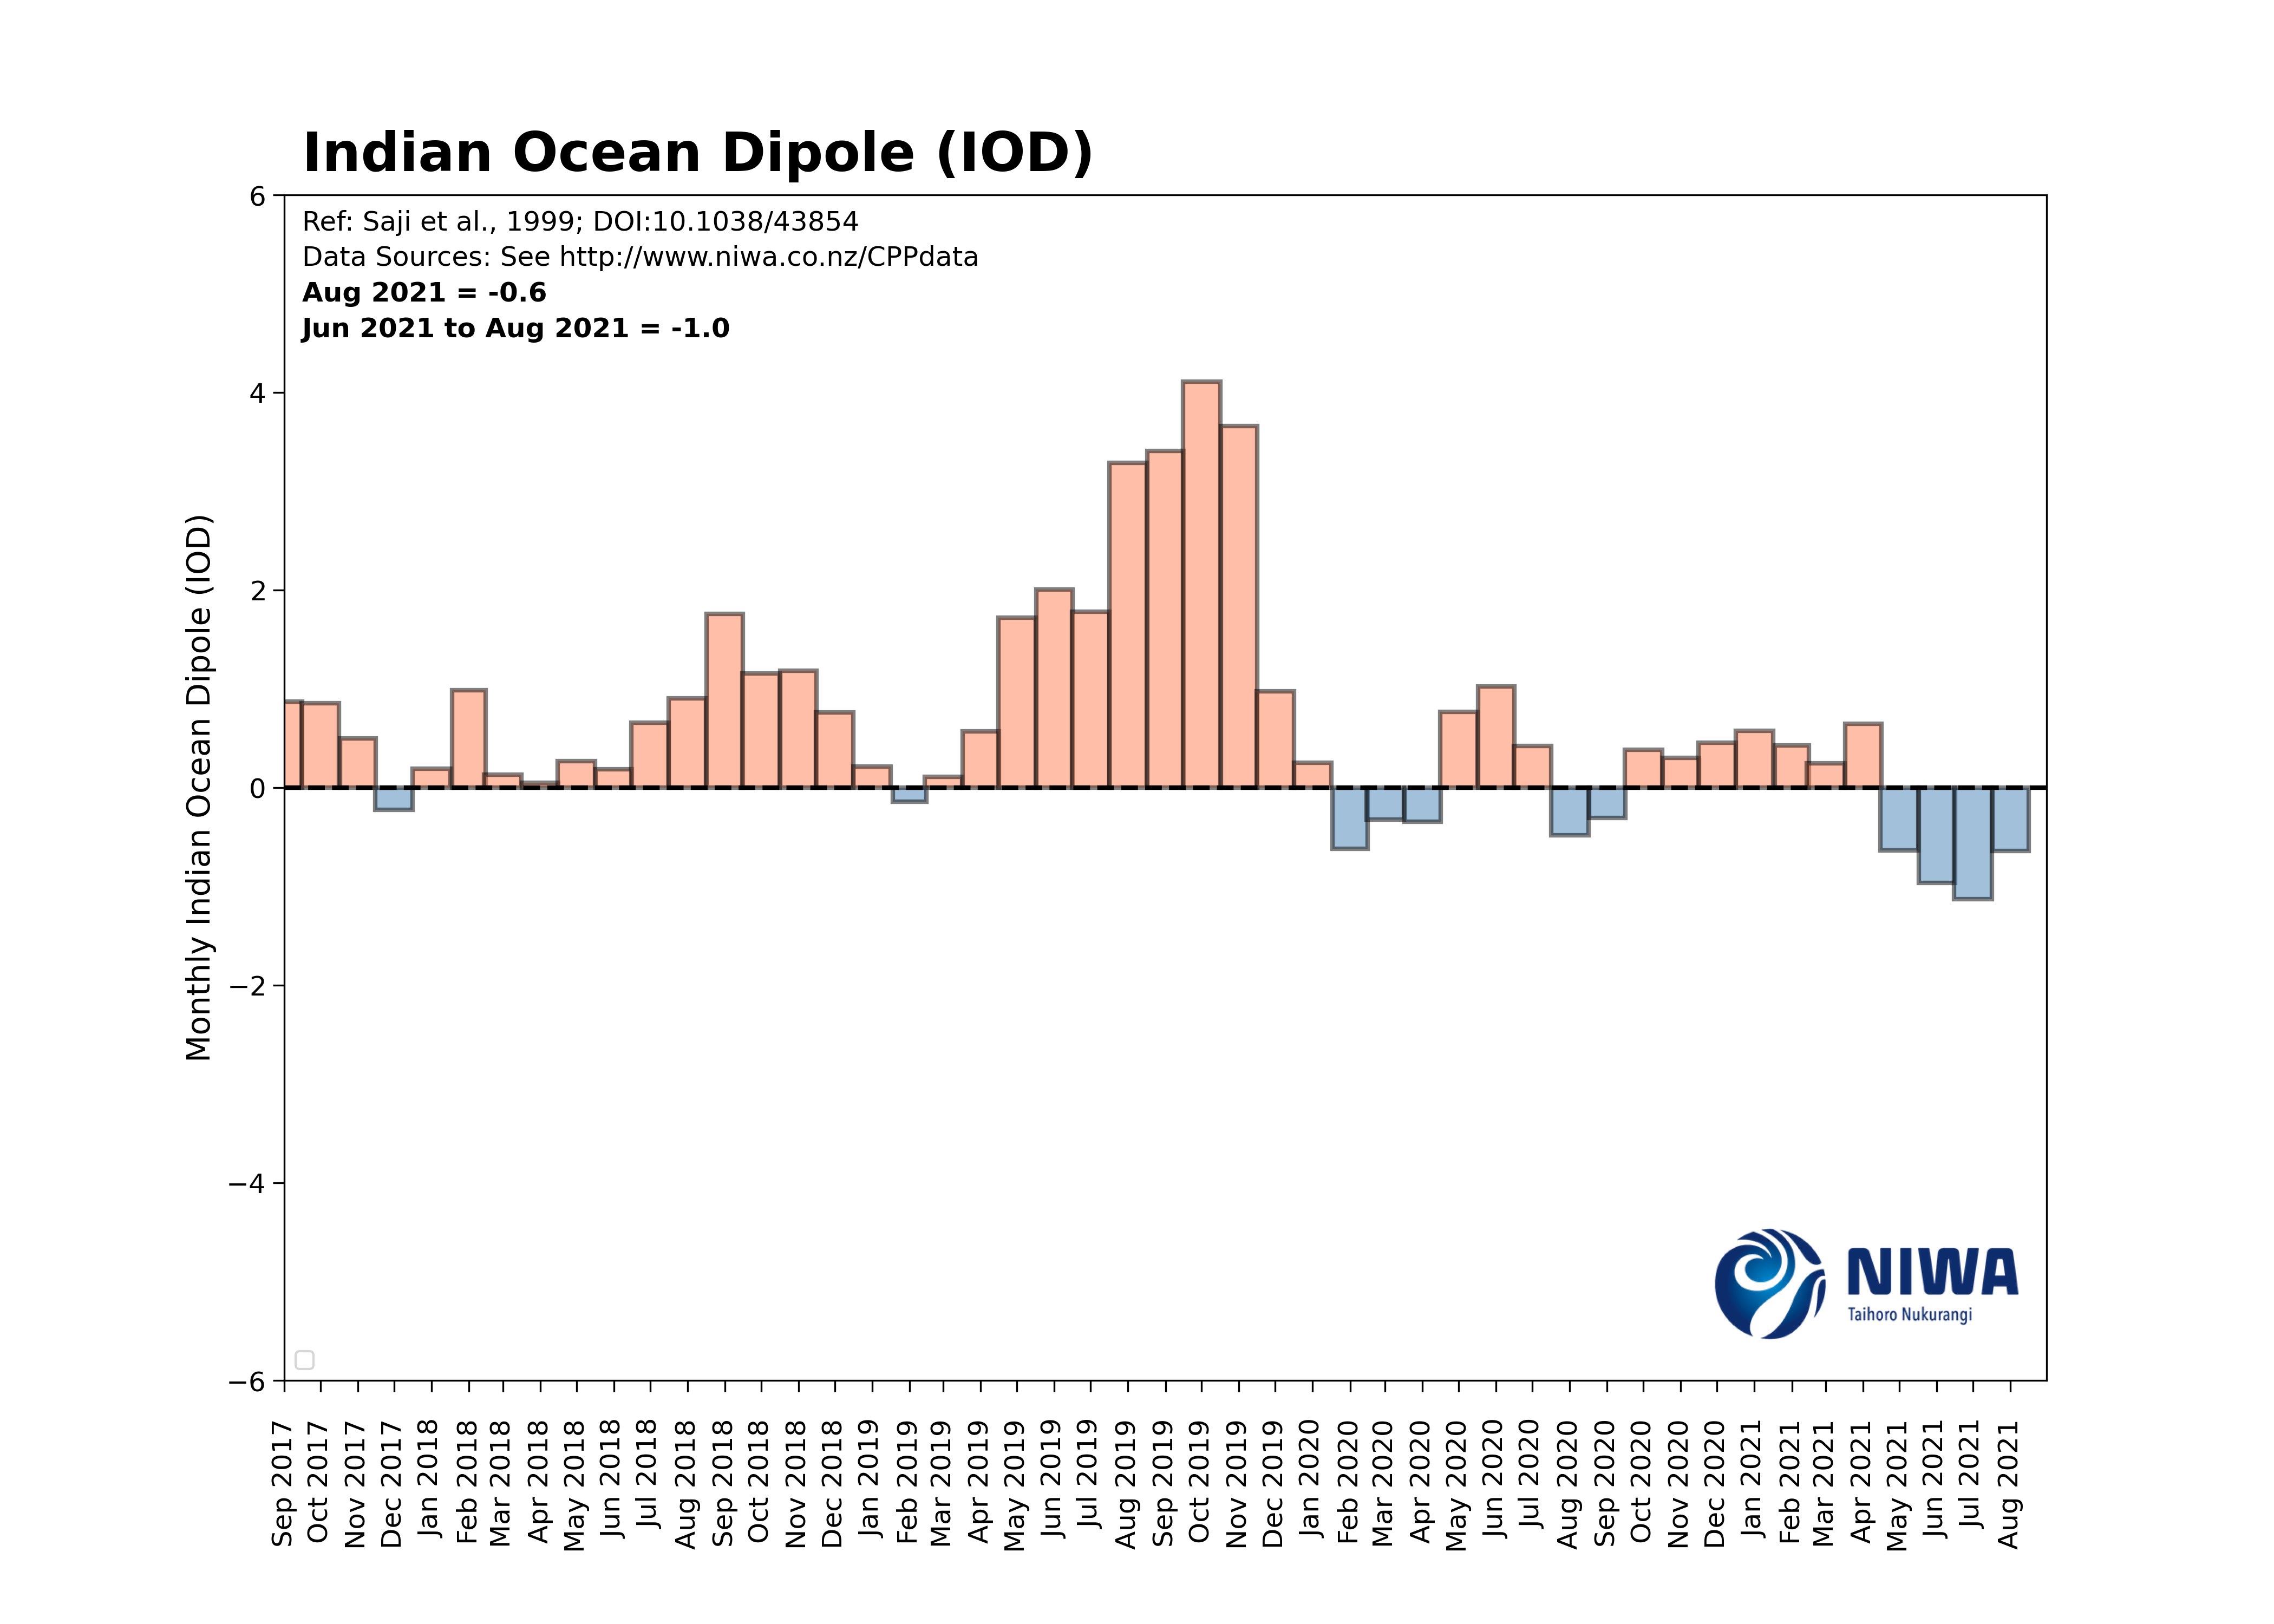 Indian Ocean Dipole (IOD)
Ref: Saji et al., 1999; DOI:10.1038/43854
Data Sources: See http://www.niwa.co.nz/CPPdata
Aug 2021 = -0.6
Jun 2021 to Aug 2021 = -1.0
Monthly Indian Ocean Dipole (IOD)
6
4
2
0
−2
−4
−6
NIWA
Taihoro Nukurangi
Sep 2017
Oct 2017
Nov 2017
Dec 2017
Jan 2018
Feb 2018
Mar 2018
Apr 2018
May 2018
Jun 2018
Jul 2018
Aug 2018
Sep 2018
Oct 2018
Nov 2018
Dec 2018
Jan 2019
Feb 2019
Mar 2019
Apr 2019
May 2019
Jun 2019
Jul 2019
Aug 2019
Sep 2019
Oct 2019
Nov 2019
Dec 2019
Jan 2020
Feb 2020
Mar 2020
Apr 2020
May 2020
Jun 2020
Jul 2020
Aug 2020
Sep 2020
Oct 2020
Nov 2020
Dec 2020
Jan 2021
Feb 2021
Mar 2021
Apr 2021
May 2021
Jun 2021
Jul 2021
Aug 2021